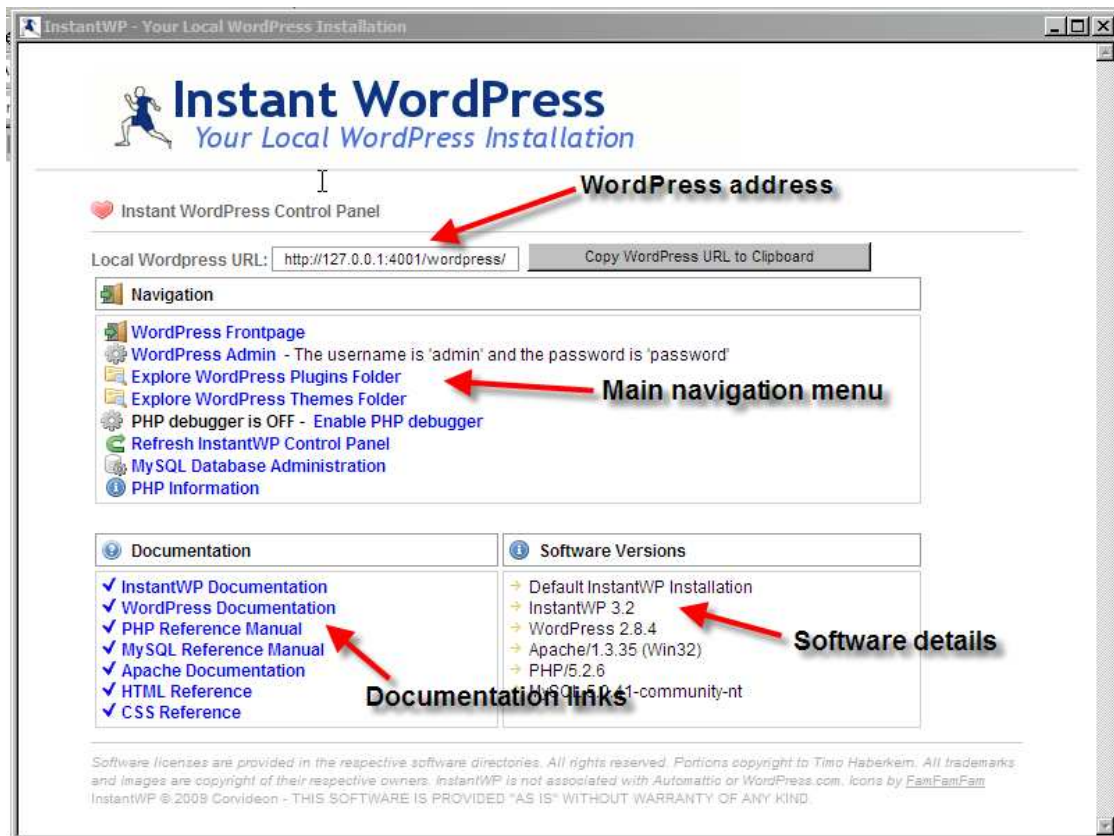 InstantWP - Your Local WordPress Installation
Instant WordPress
Your Local WordPress Installation
WordPress address
Instant WordPress Control Panel
Local Wordpress URL: http://127.0.0.1:4001/wordpress/ Copy WordPress URL to Clipboard
Navigation
WordPress Frontpage
WordPress Admin - The username is 'admin' and the password is 'password'
Explore WordPress Plugins Folder
Main navigation menu
Explore WordPress Themes Folder
PHP debugger is OFF - Enable PHP debugger
Refresh InstantWP Control Panel
MySQL Database Administration
PHP Information
Documentation
InstantWP Documentation
WordPress Documentation
PHP Reference Manual
MySQL Reference Manual
Apache Documentation
HTML Reference
CSS Reference
Documentation links
Software Versions
Default InstantWP Installation
InstantWP 3.2
WordPress 2.8.4
Apache/1.3.35 (Win32)
PHP/5.2.6
MySQL 5.0.41-community-nt
Software details
Software licenses are provided in the respective software directories. All rights reserved. Portions copyright to Timo Haberkern. All trademarks
and images are copyright of their respective owners. InstantWP is not associated with Automattic or WordPress.com. Icons by FamFamFam
InstantWP © 2009 Corvideon - THIS SOFTWARE IS PROVIDED "AS IS" WITHOUT WARRANTY OF ANY KIND.